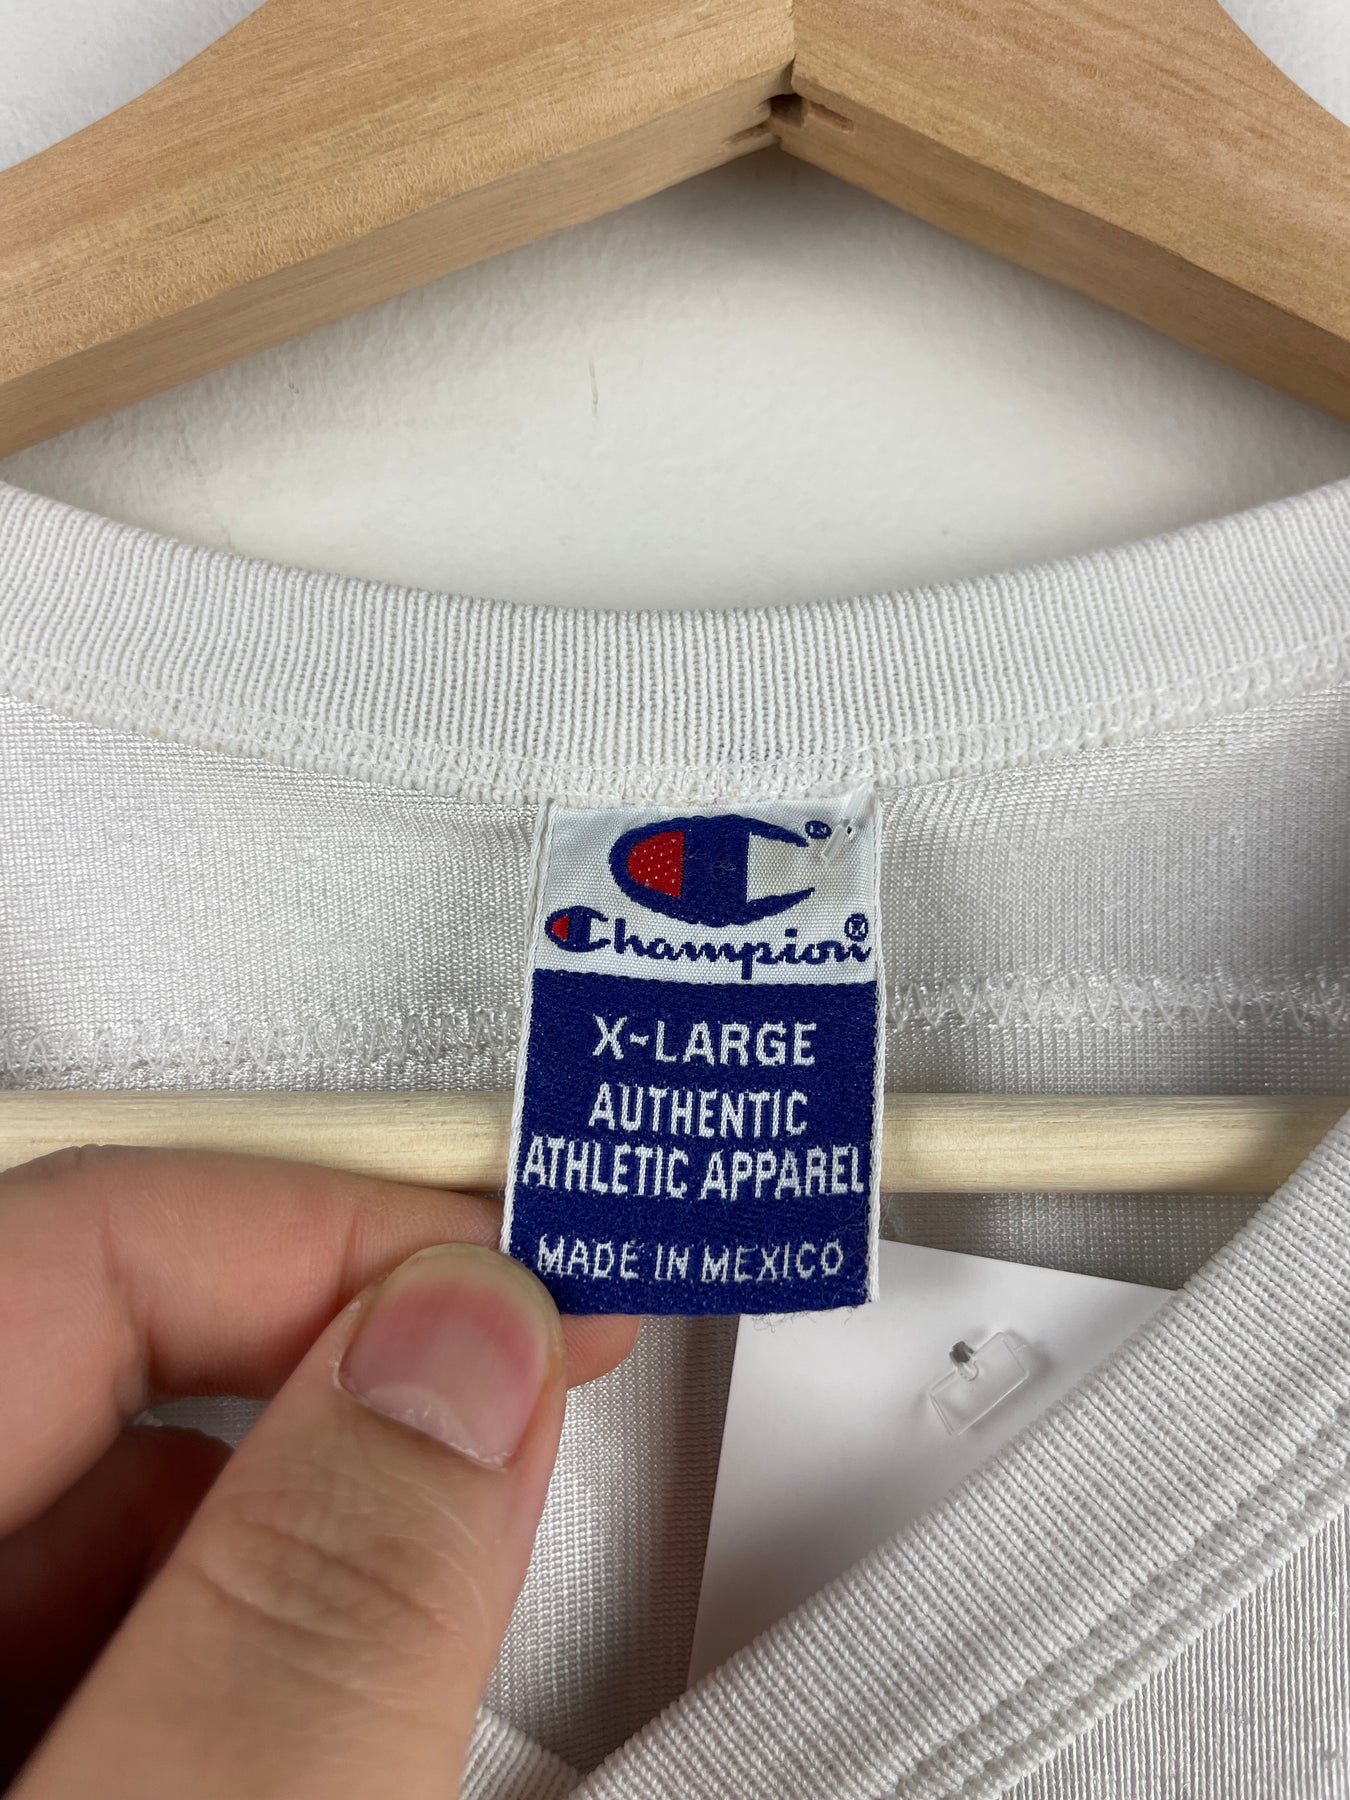 ®
Champion®
X-LARGE
AUTHENTIC
ATHLETIC APPAREL
MADE IN MEXICO